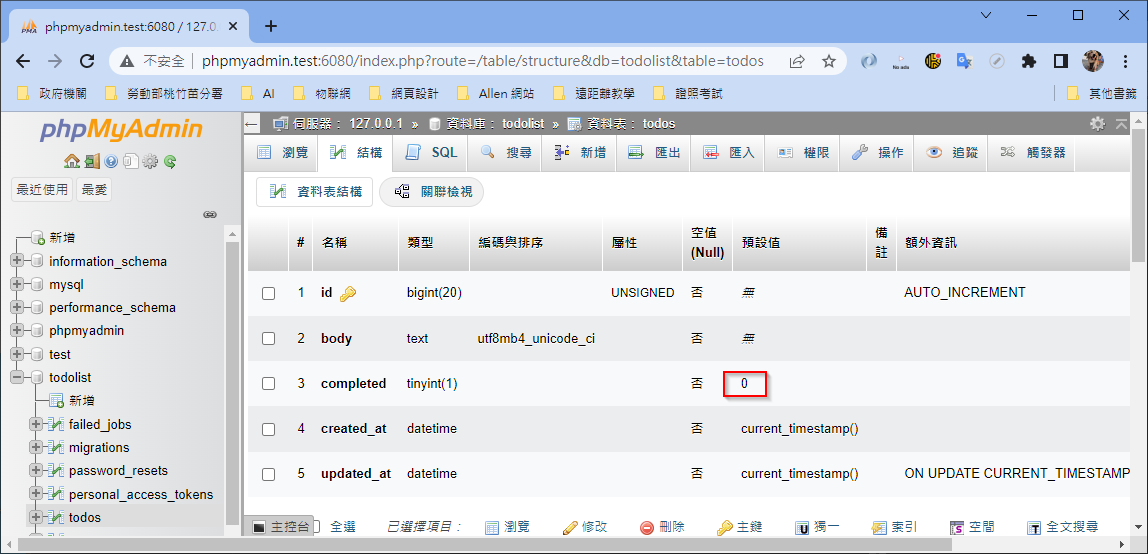 phpmyadmin.test:6080 / 127.0.
不安全 phpmyadmin.test:6080/index.php?route=/table/structure&db=todolist&table=todos
政府機關 勞動部桃竹苗分署 AI 物聯網 網頁設計 Allen 網站 遠距離教學 證照考試 其他書籤
phpMyAdmin
最近使用 最愛
新增
information_schema
mysql
performance_schema
phpmyadmin
test
todolist
新增
failed_jobs
migrations
password_resets
personal_access_tokens
todos
伺服器： 127.0.0.1 » 資料庫： todolist » 資料表： todos
瀏覽 結構 SQL 搜尋 新增 匯出 匯入 權限 操作 追蹤 觸發器
資料表結構 關聯檢視
# 名稱 類型 編碼與排序 屬性 空值 (Null) 預設值 備註 額外資訊
1 id bigint(20) UNSIGNED 否 無 AUTO_INCREMENT
2 body text utf8mb4_unicode_ci 否 無
3 completed tinyint(1) 否 0
4 created_at datetime 否 current_timestamp()
5 updated_at datetime 否 current_timestamp() ON UPDATE CURRENT_TIMESTAMP
主控台 全選 已選擇項目： 瀏覽 修改 刪除 主鍵 獨一 索引 空間 全文搜尋